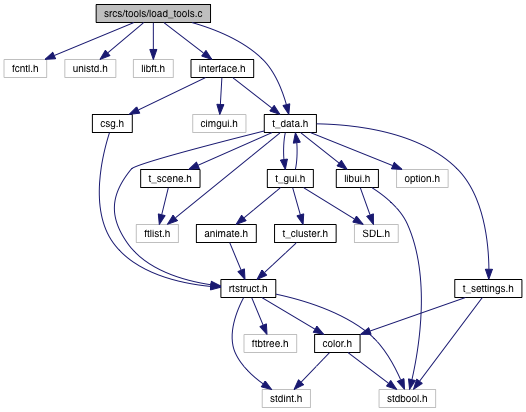 srcs/tools/load_tools.c
fcntl.h
unistd.h
libft.h
interface.h
csg.h
cimgui.h
t_data.h
t_scene.h
t_gui.h
libui.h
option.h
ftlist.h
animate.h
t_cluster.h
SDL.h
rtstruct.h
t_settings.h
ftbtree.h
color.h
stdint.h
stdbool.h